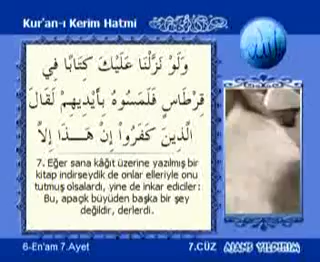 Kur'an-ı Kerim Hatmi
وَلَوْ نَزَّلْنَا عَلَيْكَ كِتَابًا فِي
قِرْطَاسٍ فَلَمَسُوهُ بِأَيْدِيهِمْ لَقَالَ
الَّذِينَ كَفَرُوا إِنْ هَٰذَا إِلَّا
7. Eğer sana kâğıt üzerine yazılmış bir
kitap indirseydik de onlar elleriyle onu
tutmuş olsalardı, yine de inkar ediciler:
Bu, apaçık büyüden başka bir şey
değildir, derlerdi.
6-En'am 7.Ayet
7.CÜZ
AJANS YILDIRIM